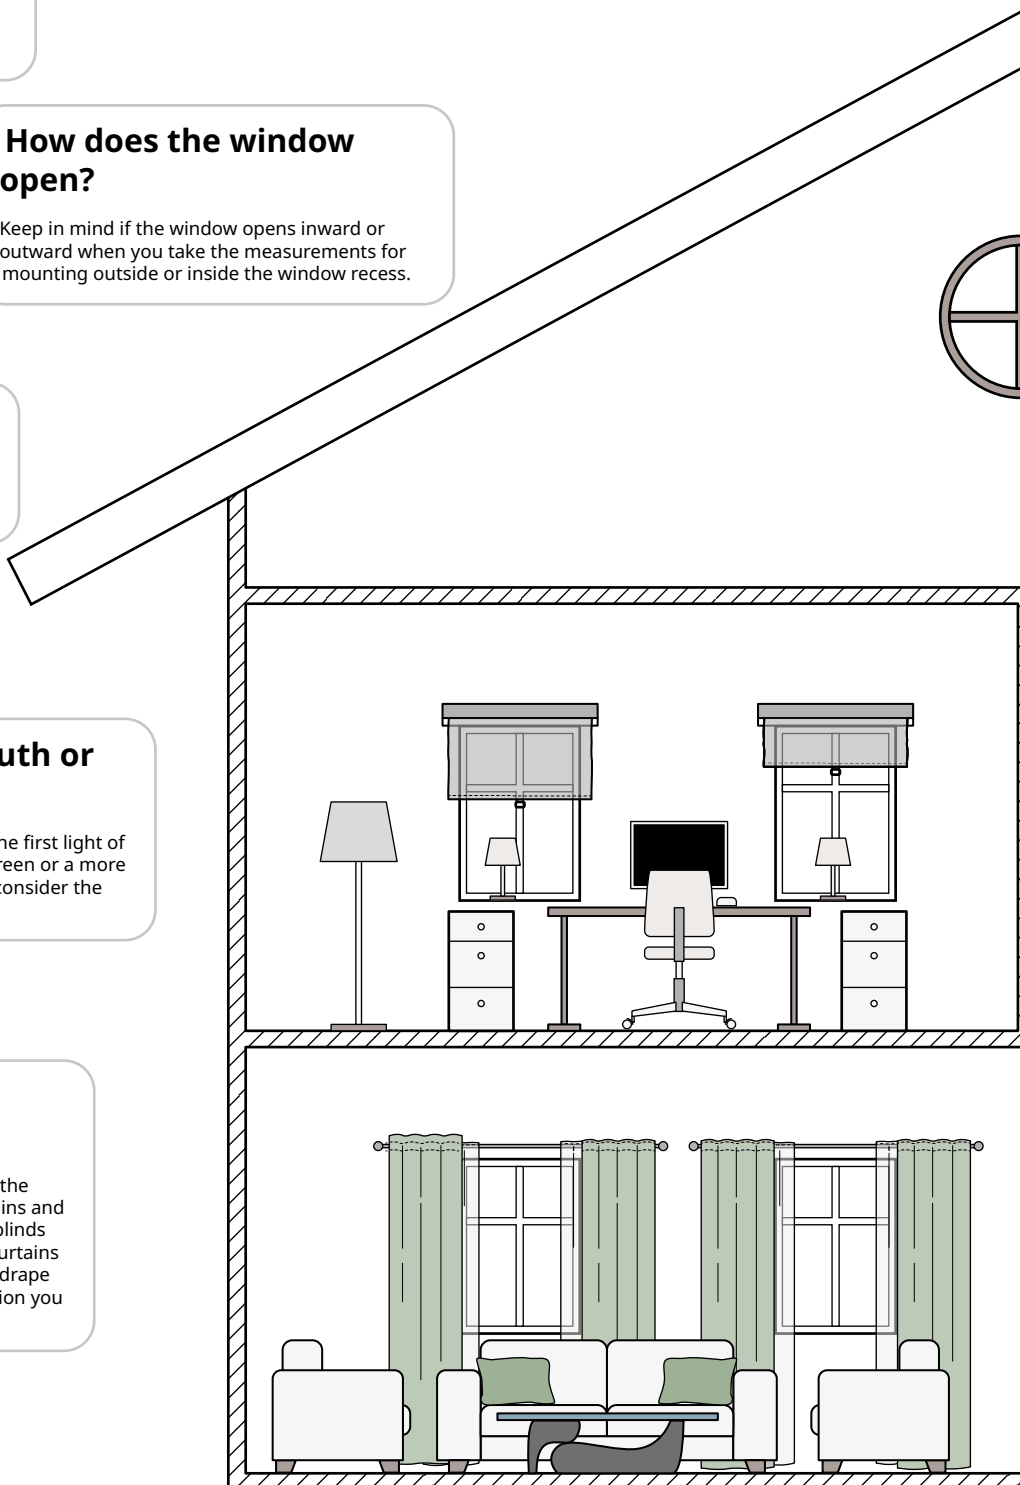 How does the window
open?
Keep in mind if the window opens inward or
outward when you take the measurements for
mounting outside or inside the window recess.
uth or
he first light of
reen or a more
consider the
the
ins and
blinds
urtains
drape
ion you